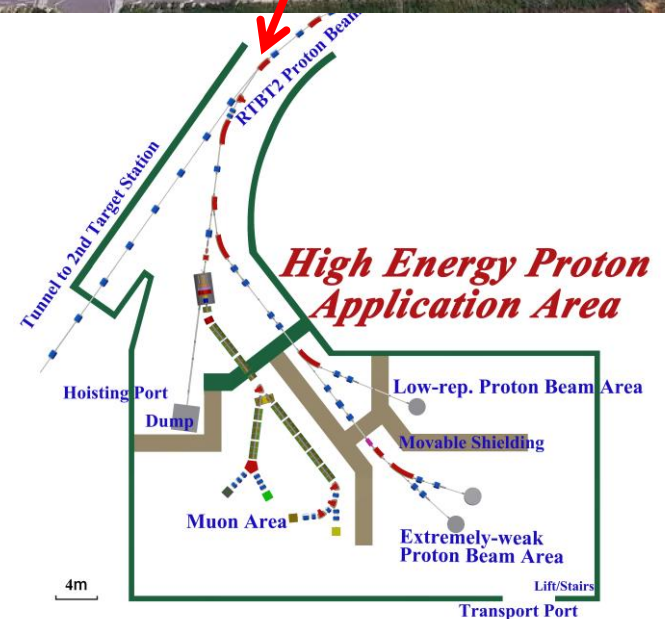 RTBT2 Proton Beam
Tunnel to 2nd Target Station
High Energy Proton
Application Area
Hoisting Port
Dump
Low-rep. Proton Beam Area
Movable Shielding
Muon Area
Extremely-weak
Proton Beam Area
4m
Lift/Stairs
Transport Port